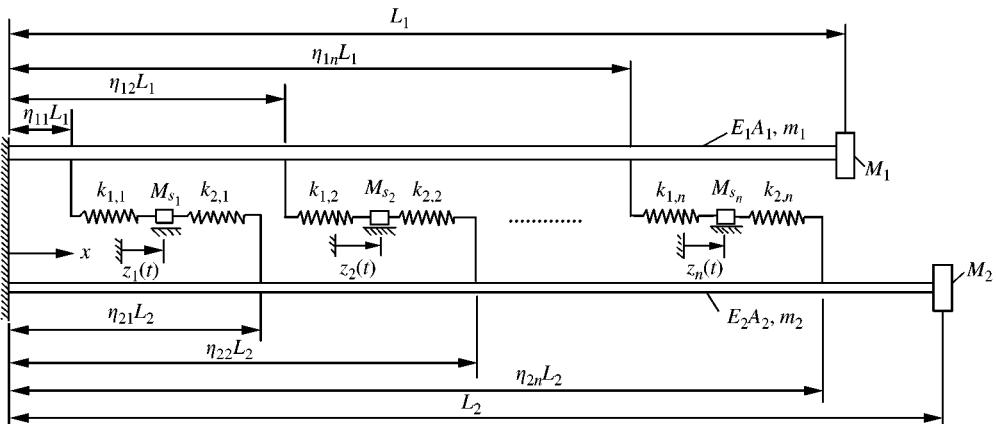 L₁
η₁ₙL₁
η₁₂L₁
η₁₁L₁
E₁A₁, m₁
M₁
k₁,₁ Mₛ₁ k₂,₁ k₁,₂ Mₛ₂ k₂,₂ k₁,ₙ Mₛₙ k₂,ₙ
.............
x z₁(t) z₂(t) zₙ(t)
M₂
η₂₁L₂ E₂A₂, m₂
η₂₂L₂
η₂ₙL₂
L₂